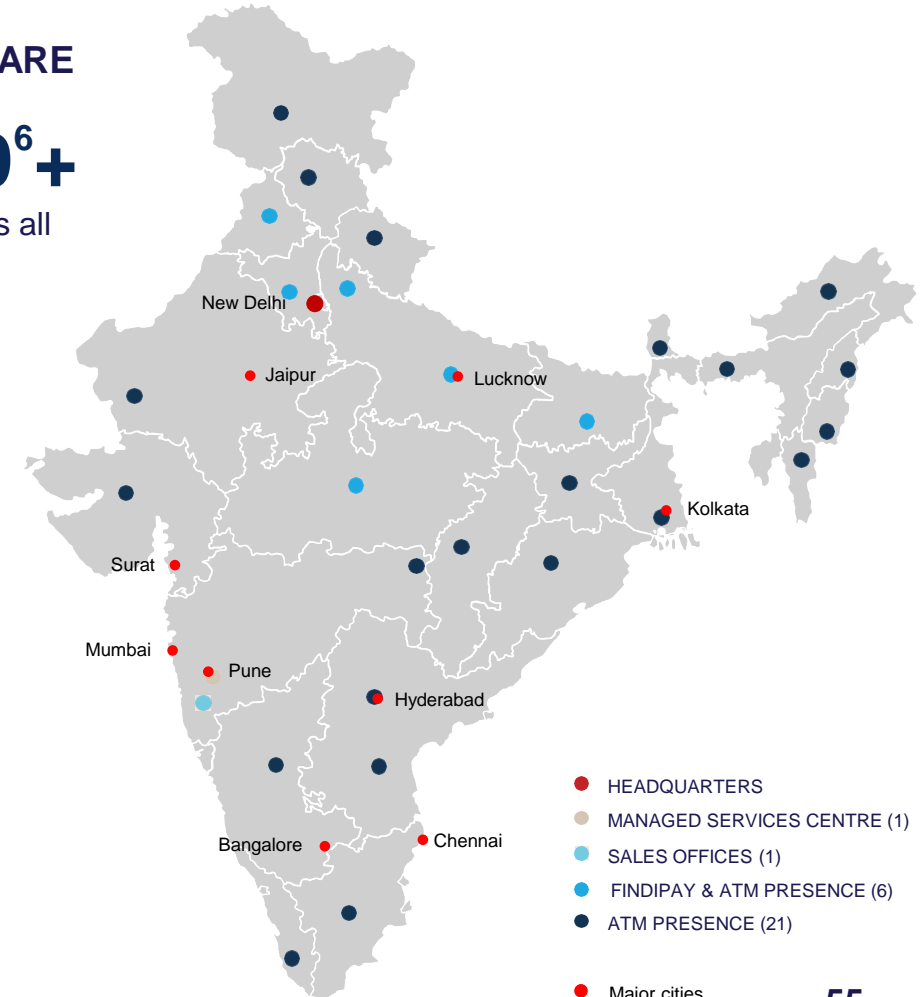 ARE
0⁶+
s all
New Delhi
Jaipur
Lucknow
Kolkata
Surat
Mumbai
Pune
Hyderabad
Bangalore
Chennai
HEADQUARTERS
MANAGED SERVICES CENTRE (1)
SALES OFFICES (1)
FINDIPAY & ATM PRESENCE (6)
ATM PRESENCE (21)
Major cities